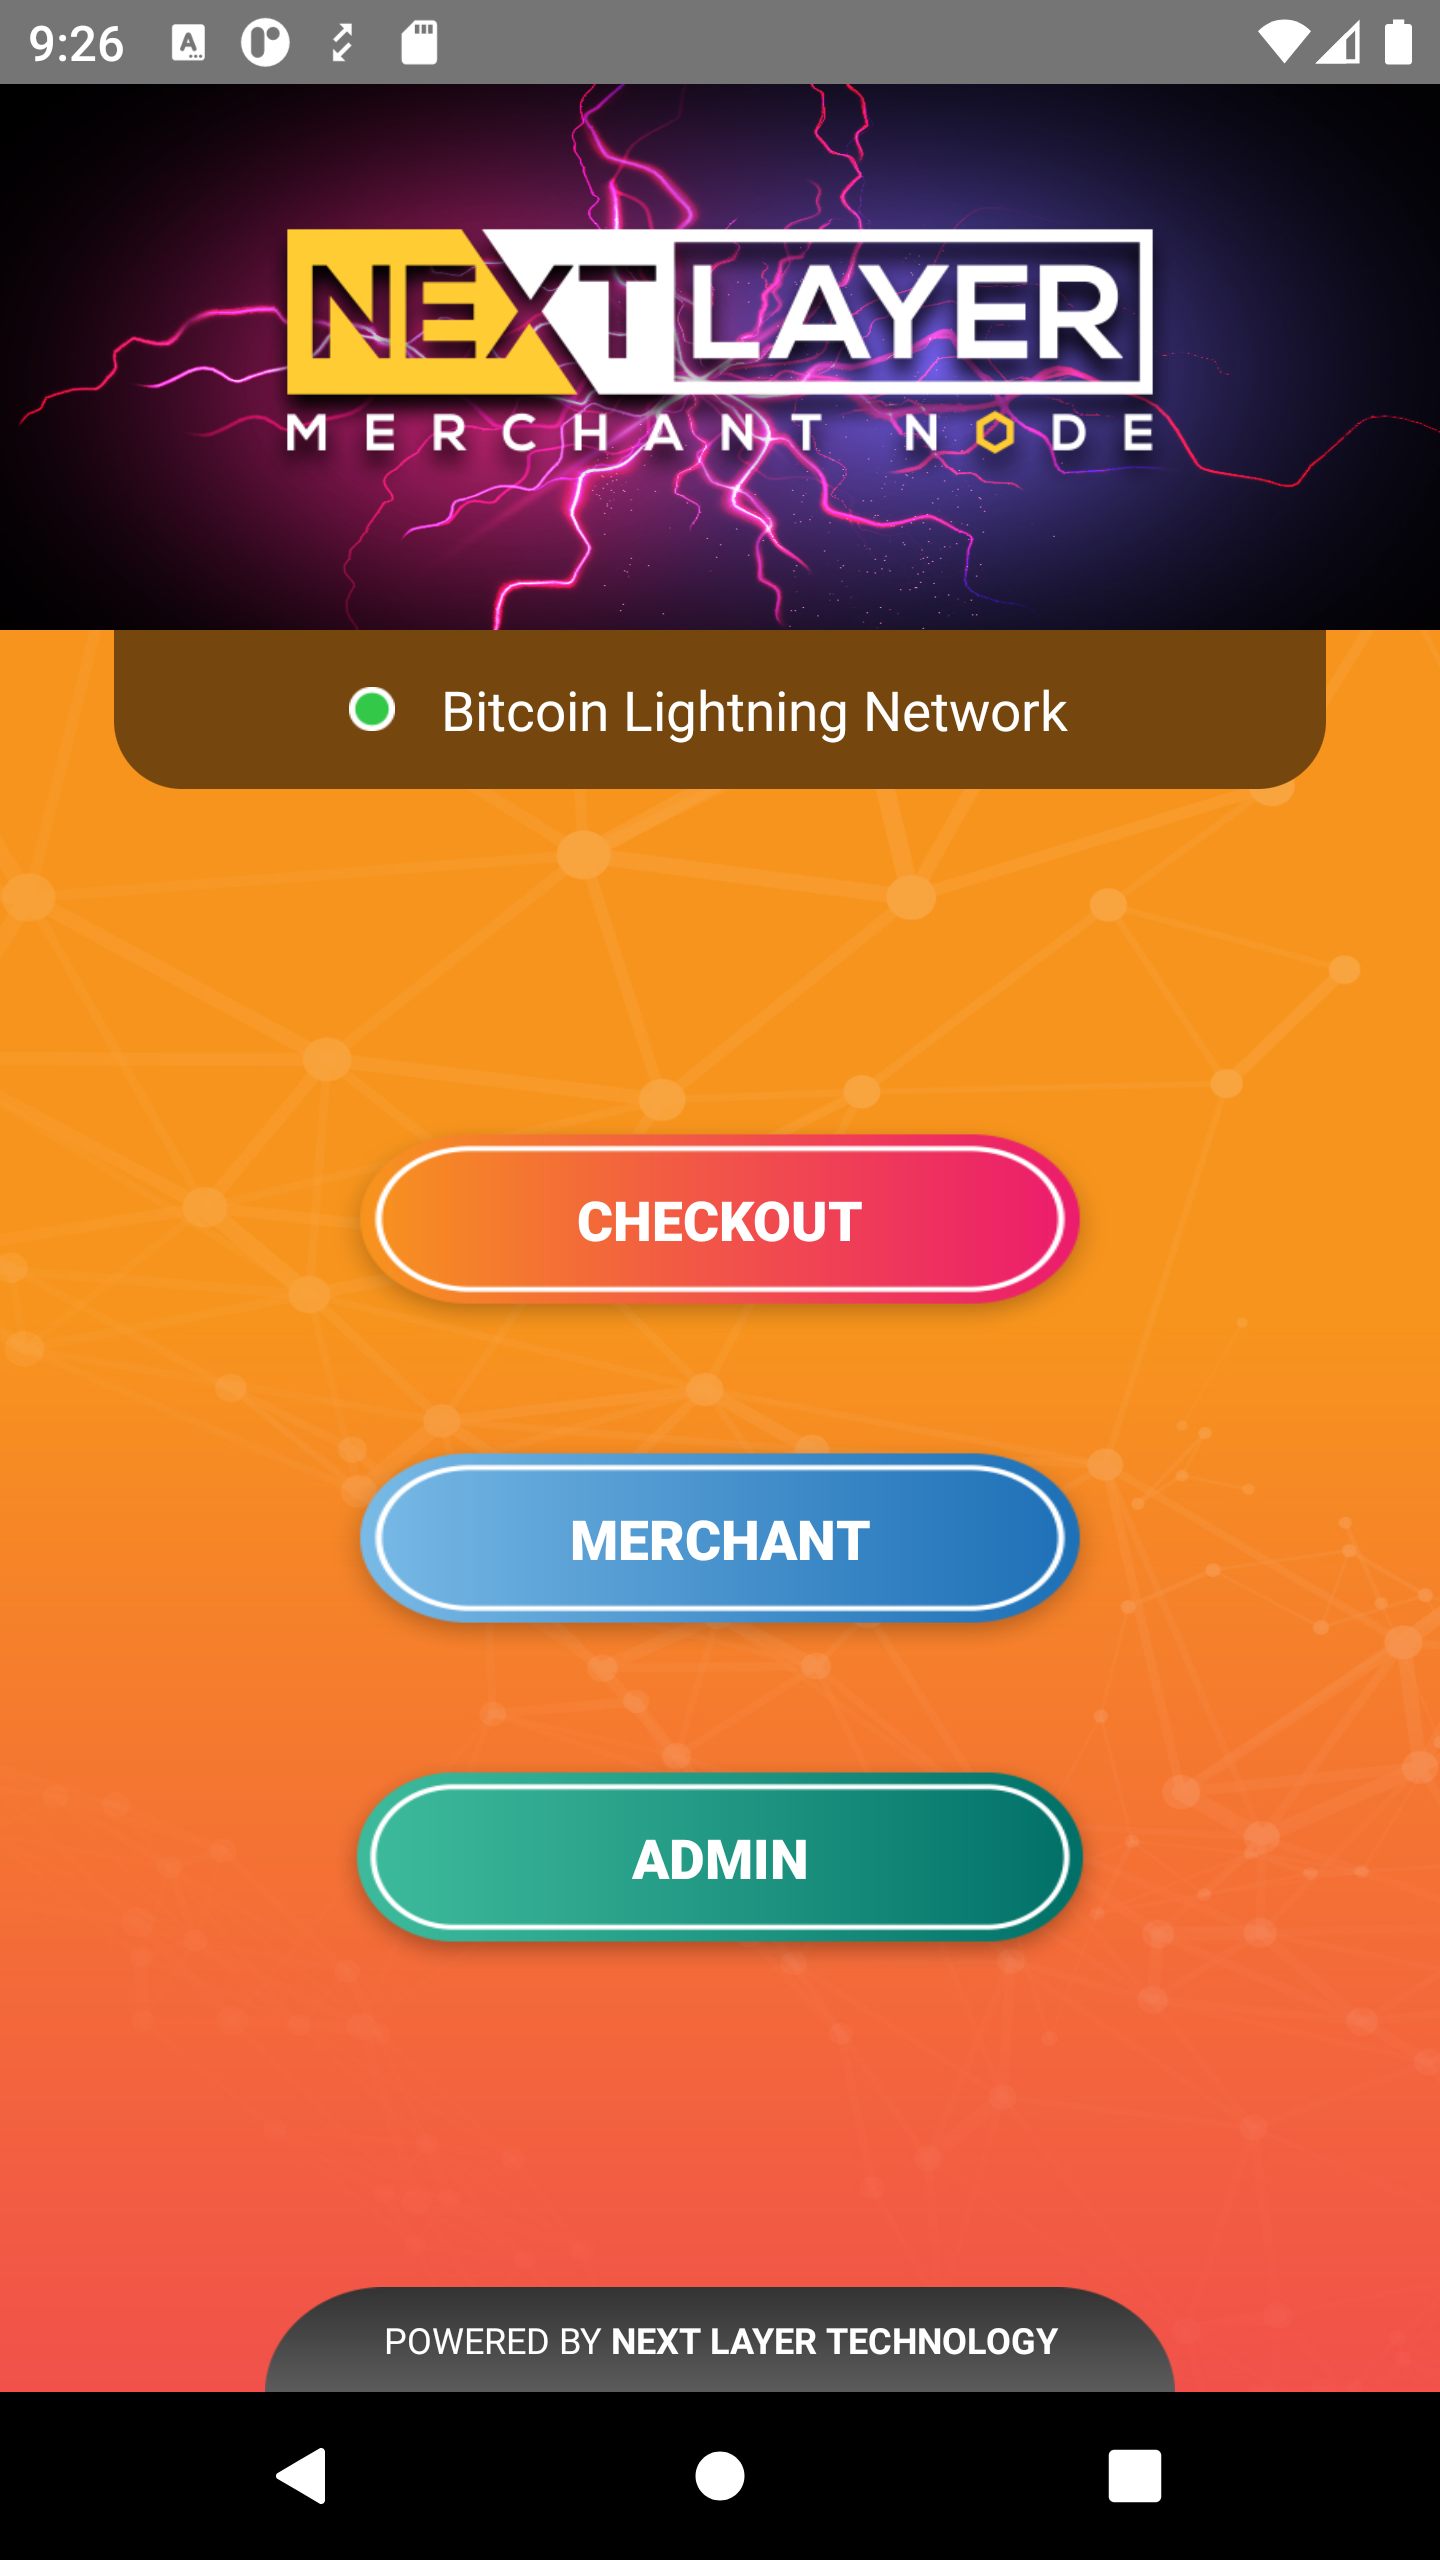 9:26
NEXT LAYER
MERCHANT NODE
Bitcoin Lightning Network
CHECKOUT
MERCHANT
ADMIN
POWERED BY NEXT LAYER TECHNOLOGY